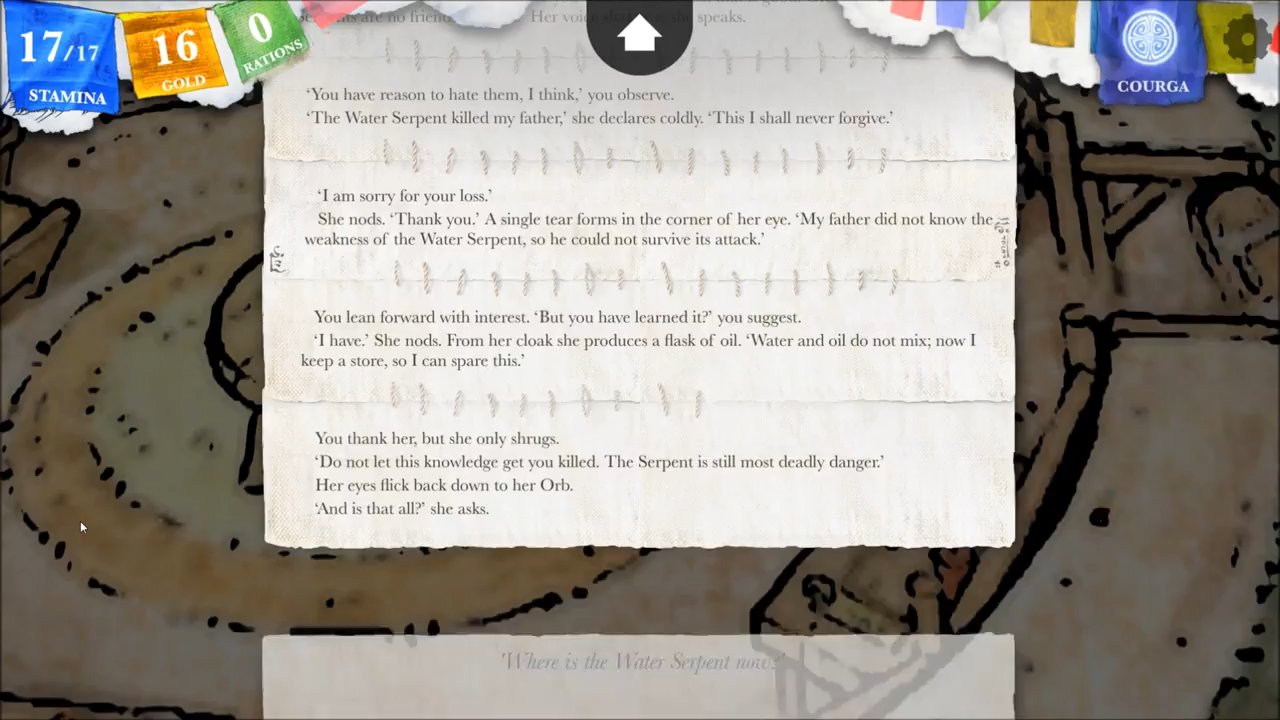 17/17
STAMINA
16
GOLD
0
RATIONS
COURGA
are no Her voice she speaks.
‘You have reason to hate them, I think,’ you observe.
‘The Water Serpent killed my father,’ she declares coldly. ‘This I shall never forgive.’
‘I am sorry for your loss.’
She nods. ‘Thank you.’ A single tear forms in the corner of her eye. ‘My father did not know the
weakness of the Water Serpent, so he could not survive its attack.’
You lean forward with interest. ‘But you have learned it?’ you suggest.
‘I have.’ She nods. From her cloak she produces a flask of oil. ‘Water and oil do not mix; now I
keep a store, so I can spare this.’
You thank her, but she only shrugs.
‘Do not let this knowledge get you killed. The Serpent is still most deadly danger.’
Her eyes flick back down to her Orb.
‘And is that all?’ she asks.
‘Where is the Water Serpent now?’